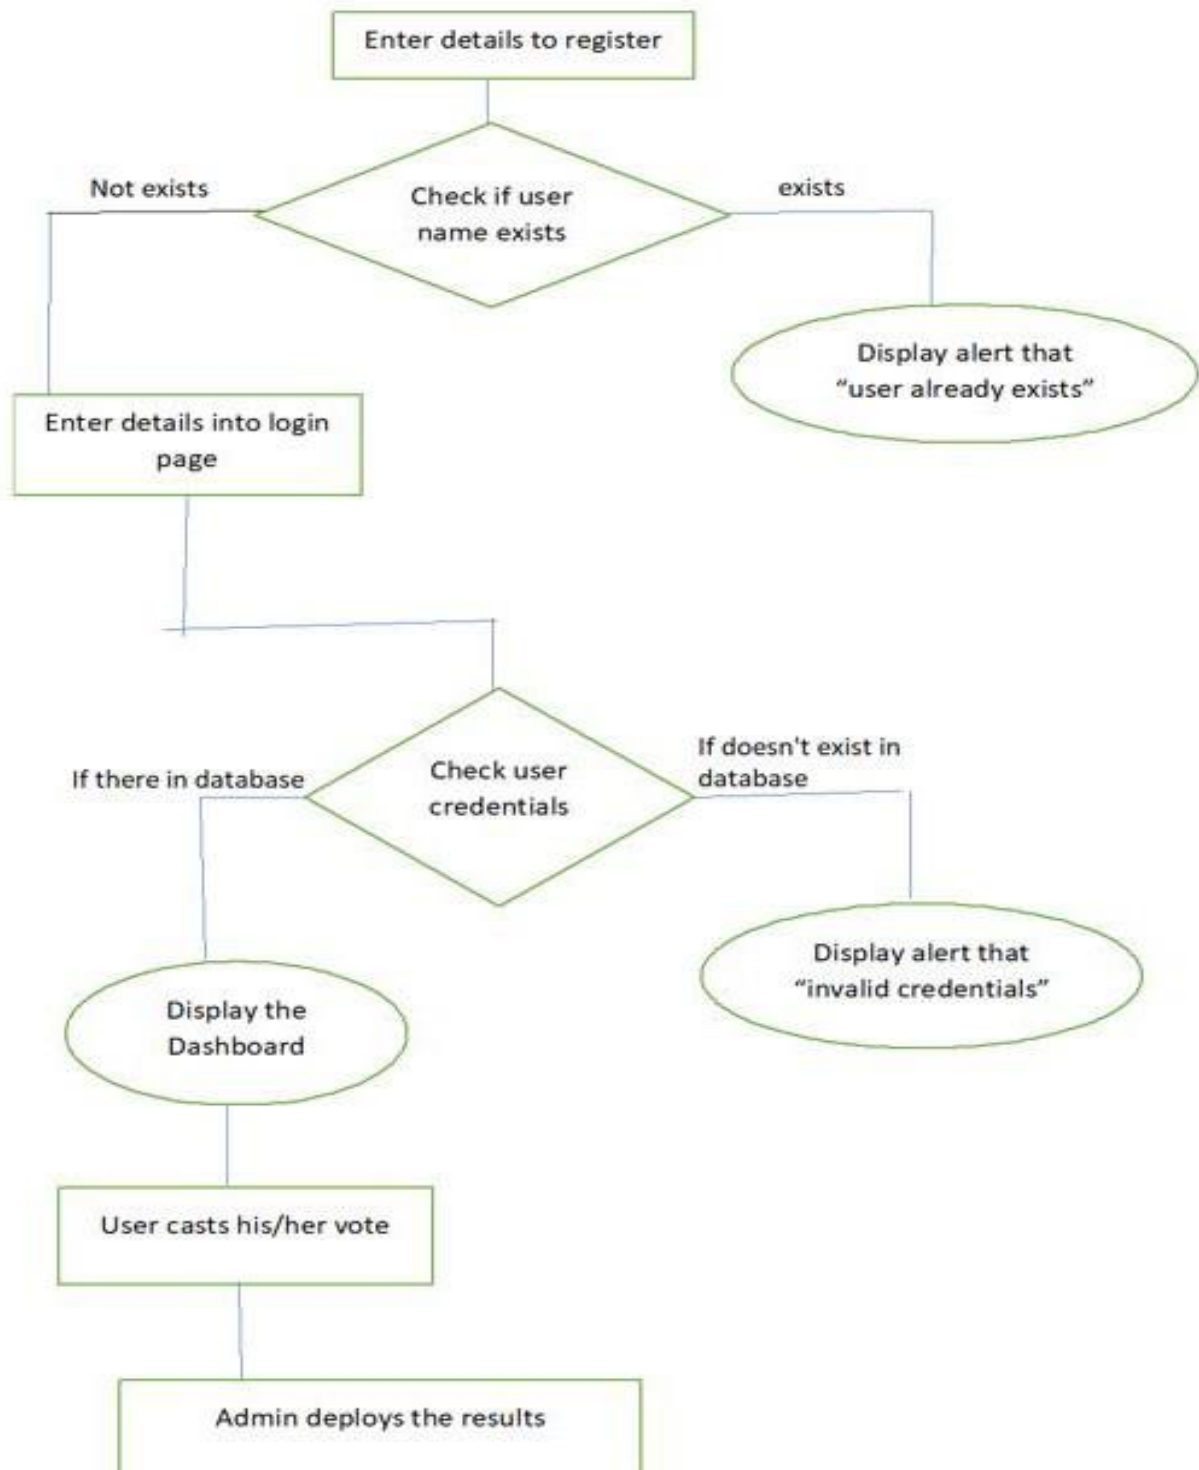 Enter details to register
Not exists
Check if user
name exists
exists
Display alert that
“user already exists”
Enter details into login
page
If there in database
Check user
credentials
If doesn't exist in
database
Display alert that
“invalid credentials”
Display the
Dashboard
User casts his/her vote
Admin deploys the results